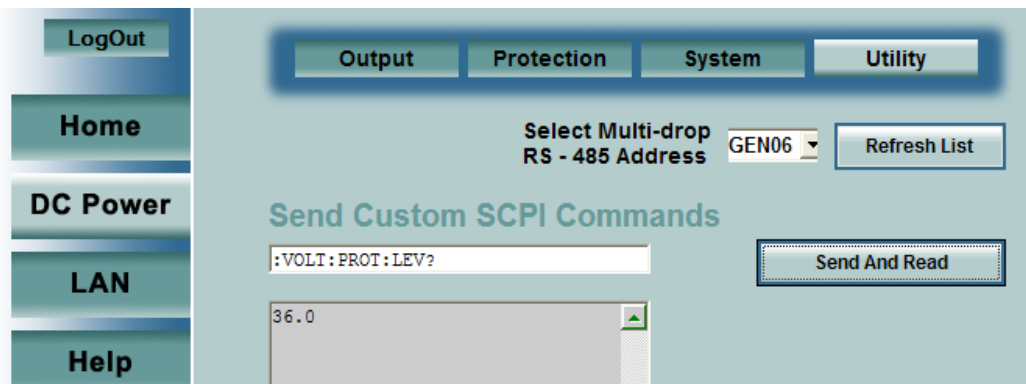 LogOut
Home
DC Power
LAN
Help
Output Protection System Utility
Select Multi-drop
RS - 485 Address
GEN06
Refresh List
Send Custom SCPI Commands
:VOLT:PROT:LEV?
Send And Read
36.0